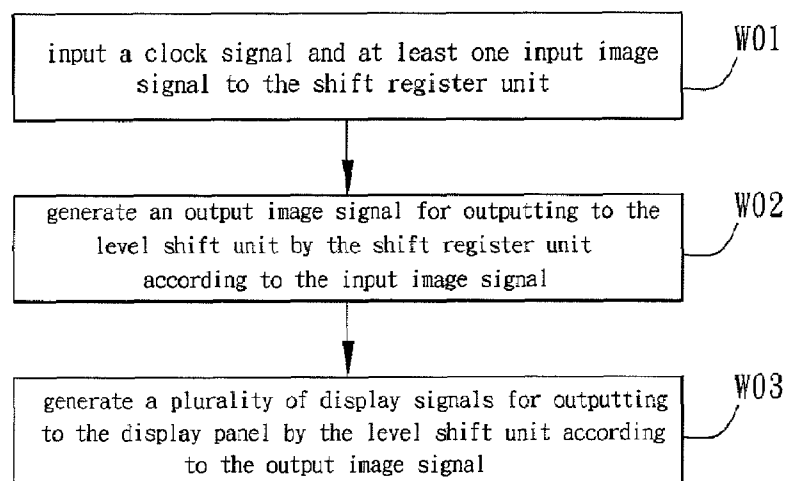 input a clock signal and at least one input image
signal to the shift register unit
W01
generate an output image signal for outputting to the
level shift unit by the shift register unit
according to the input image signal
W02
generate a plurality of display signals for outputting
to the display panel by the level shift unit according
to the output image signal
W03